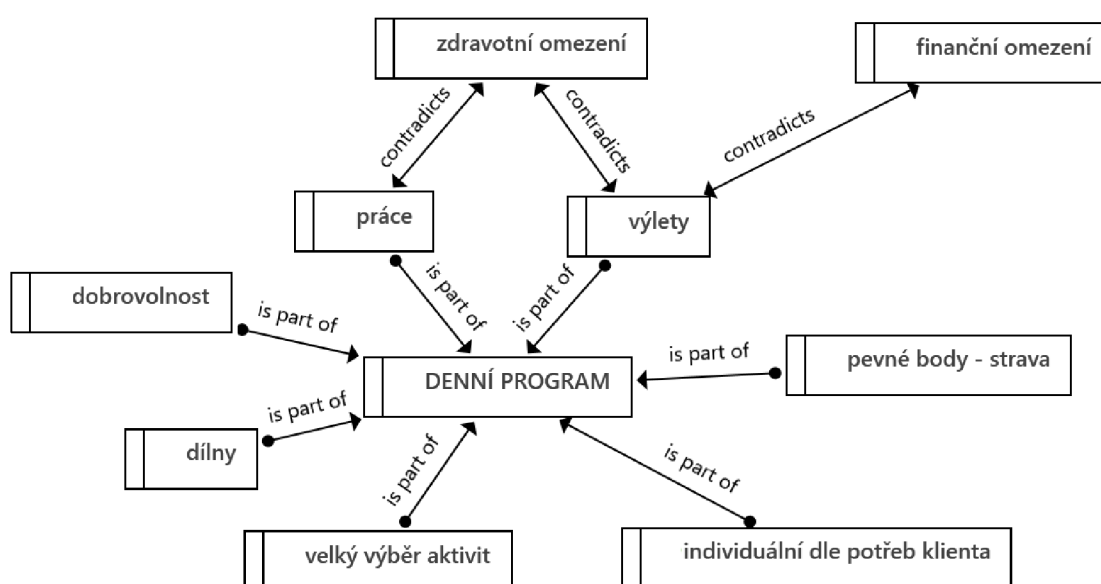 zdravotní omezení
finanční omezení
contradicts
contradicts
contradicts
práce
výlety
is part of
is part of
dobrovolnost
is part of
is part of
pevné body - strava
DENNÍ PROGRAM
is part of
dílny
is part of
is part of
velký výběr aktivit
individuální dle potřeb klienta